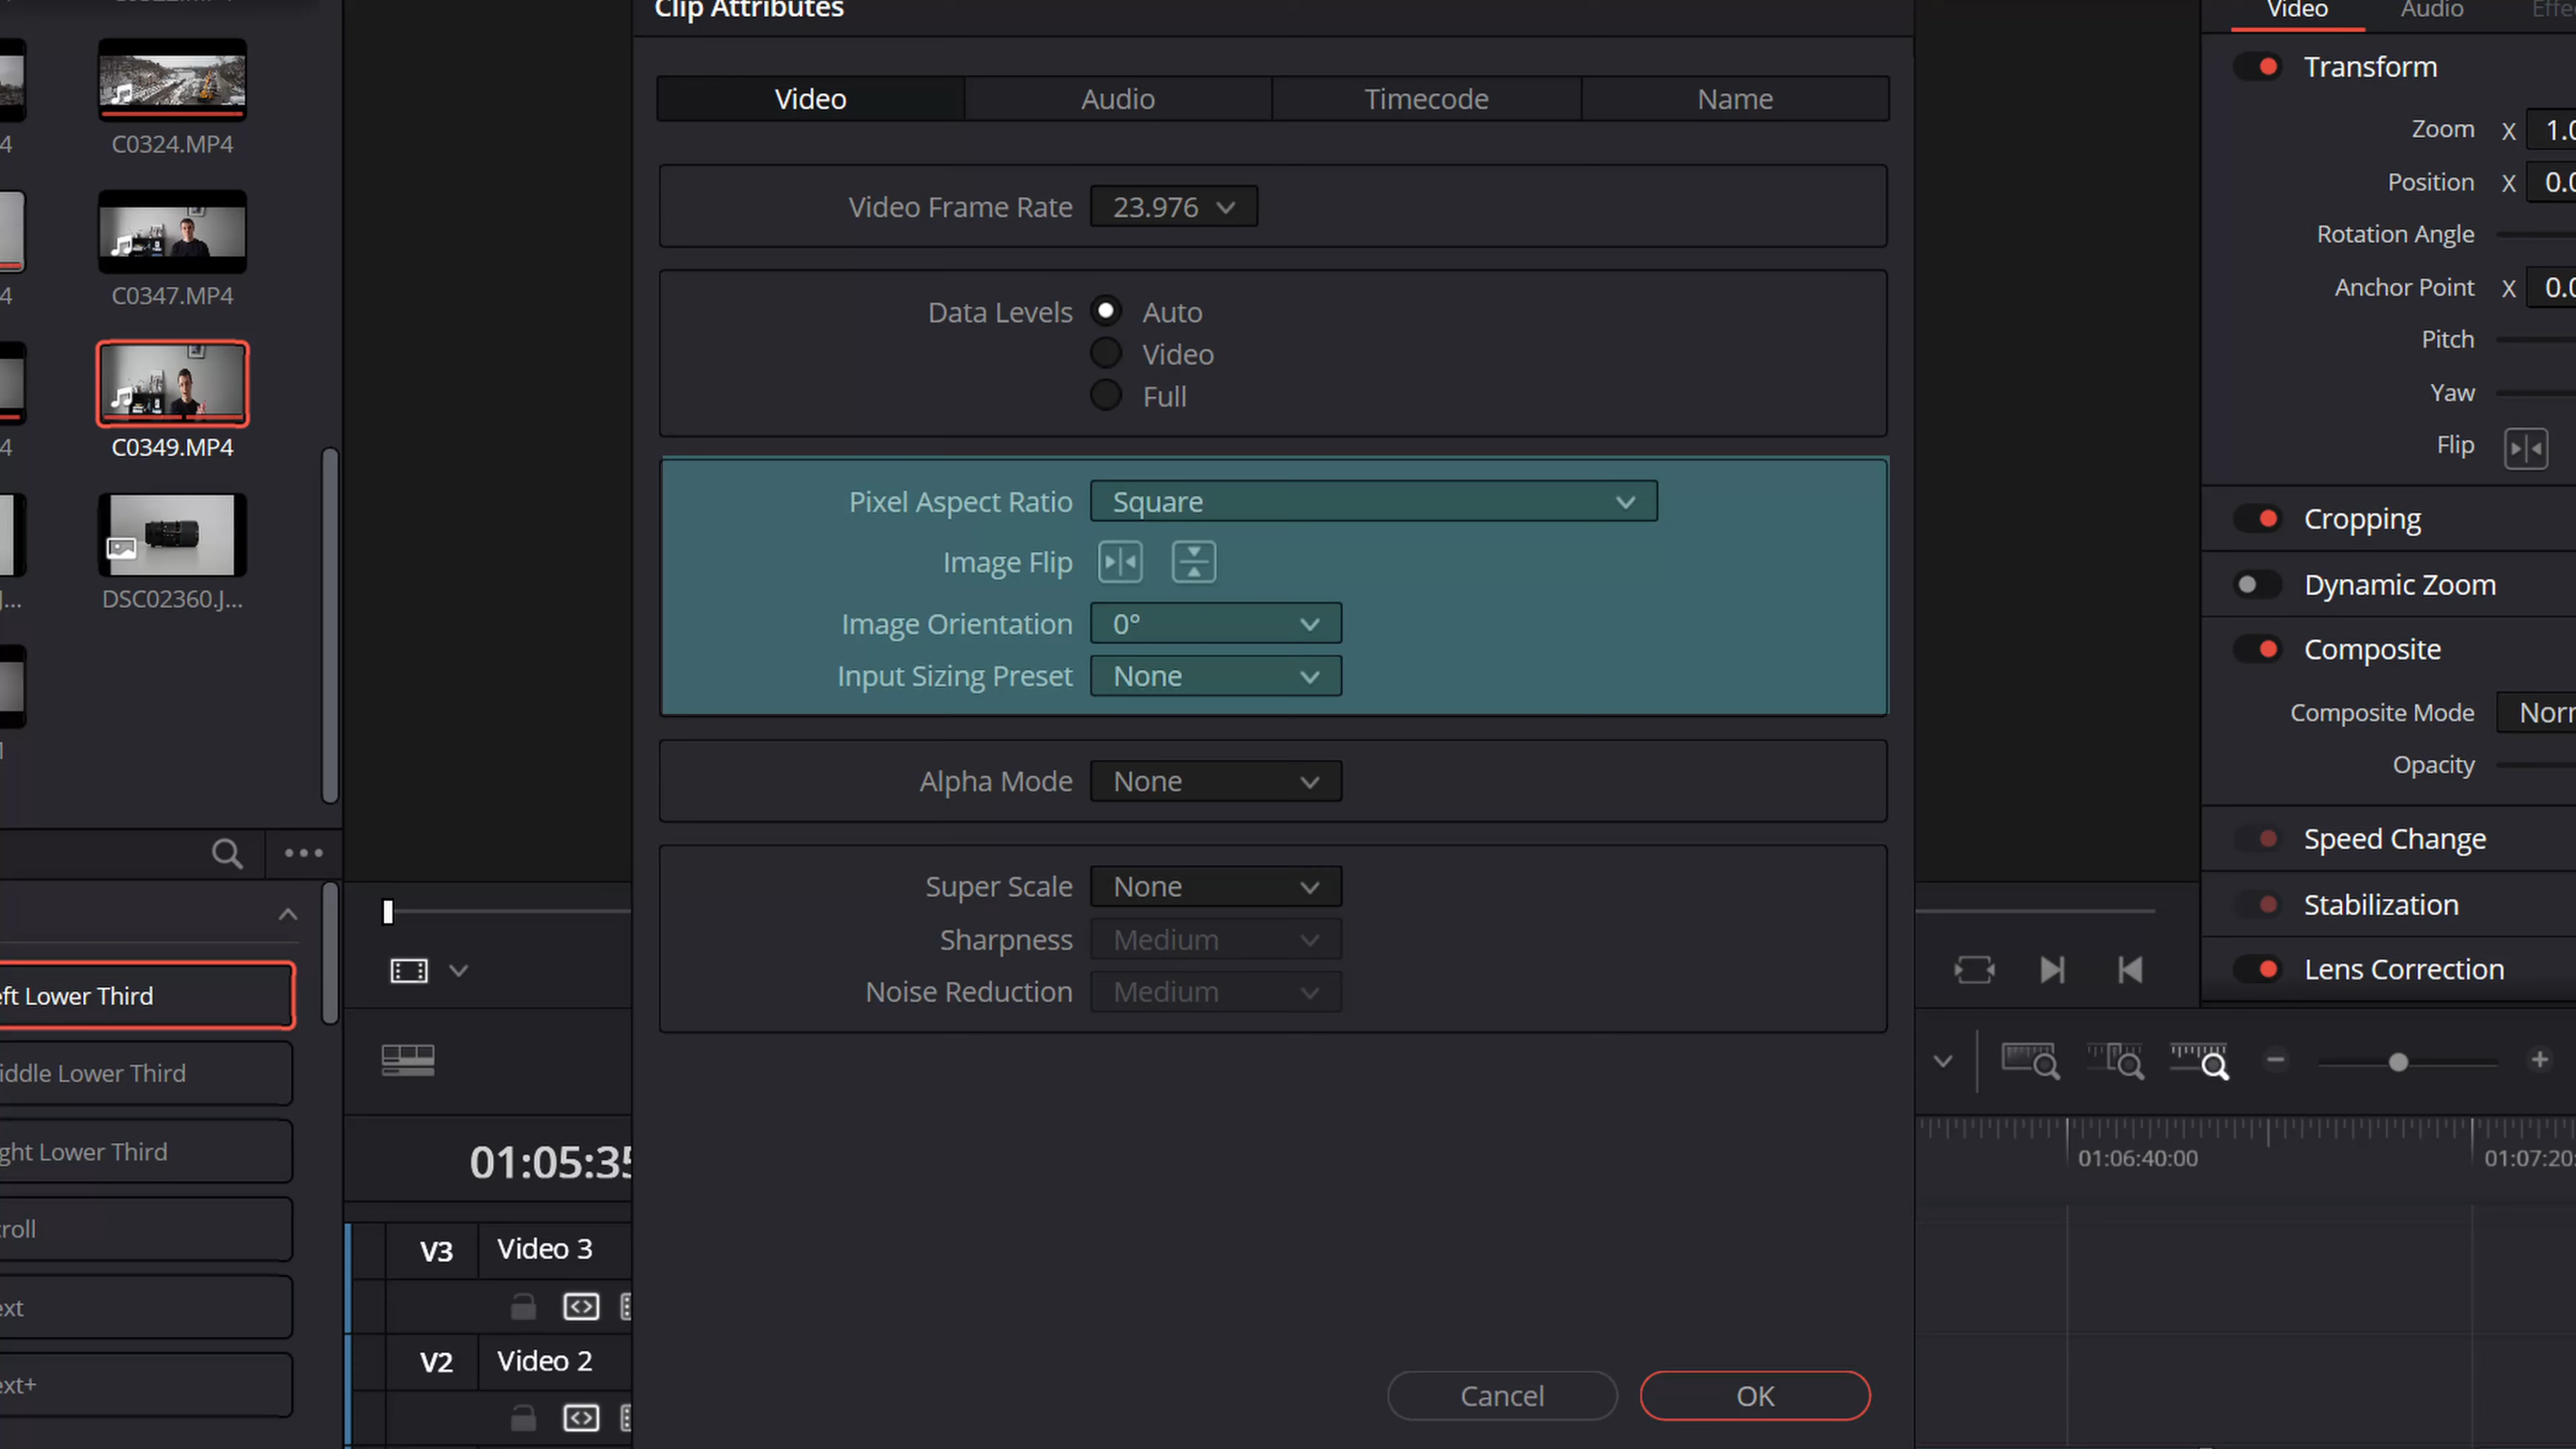 Clip Attributes
Video Audio
Video Audio Timecode Name
C0324.MP4
C0347.MP4
C0349.MP4
DSC02360.J...
Video Frame Rate 23.976
Data Levels Auto
Video
Full
Pixel Aspect Ratio Square
Image Flip
Image Orientation 0°
Input Sizing Preset None
Alpha Mode None
Super Scale None
Sharpness Medium
Noise Reduction Medium
Cancel OK
Transform
Zoom X 1.0
Position X 0.0
Rotation Angle
Anchor Point X 0.0
Pitch
Yaw
Flip
Cropping
Dynamic Zoom
Composite
Composite Mode Norm
Opacity
Speed Change
Stabilization
Lens Correction
eft Lower Third
iddle Lower Third
ght Lower Third
roll
ext
ext+
01:05:35
V3 Video 3
V2 Video 2
01:06:40:00 01:07:20: